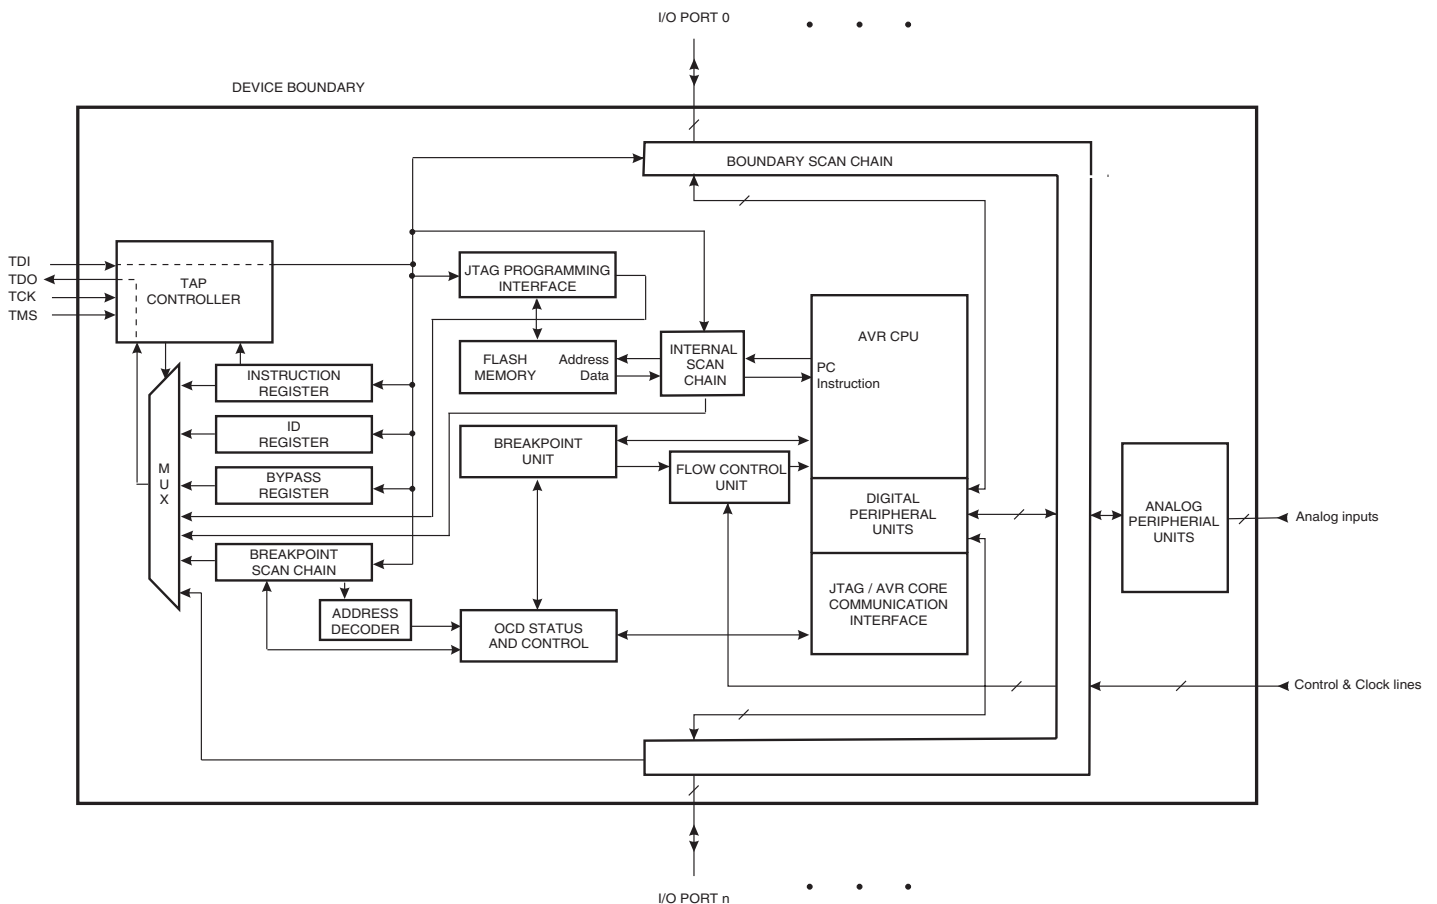 I/O PORT 0
DEVICE BOUNDARY
BOUNDARY SCAN CHAIN
TDI
TDO
TCK
TMS
TAP
CONTROLLER
JTAG PROGRAMMING
INTERFACE
FLASH
MEMORY
Address
Data
INTERNAL
SCAN
CHAIN
AVR CPU
PC
Instruction
INSTRUCTION
REGISTER
ID
REGISTER
BYPASS
REGISTER
M
U
X
BREAKPOINT
UNIT
FLOW CONTROL
UNIT
DIGITAL
PERIPHERAL
UNITS
ANALOG
PERIPHERIAL
UNITS
Analog inputs
BREAKPOINT
SCAN CHAIN
ADDRESS
DECODER
OCD STATUS
AND CONTROL
JTAG / AVR CORE
COMMUNICATION
INTERFACE
Control & Clock lines
I/O PORT n